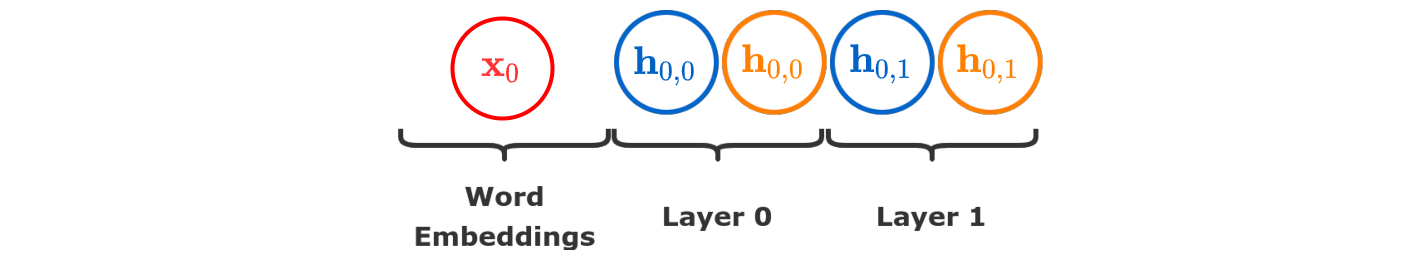 x0 h0,0 h0,0 h0,1 h0,1
Word
Embeddings
Layer 0
Layer 1